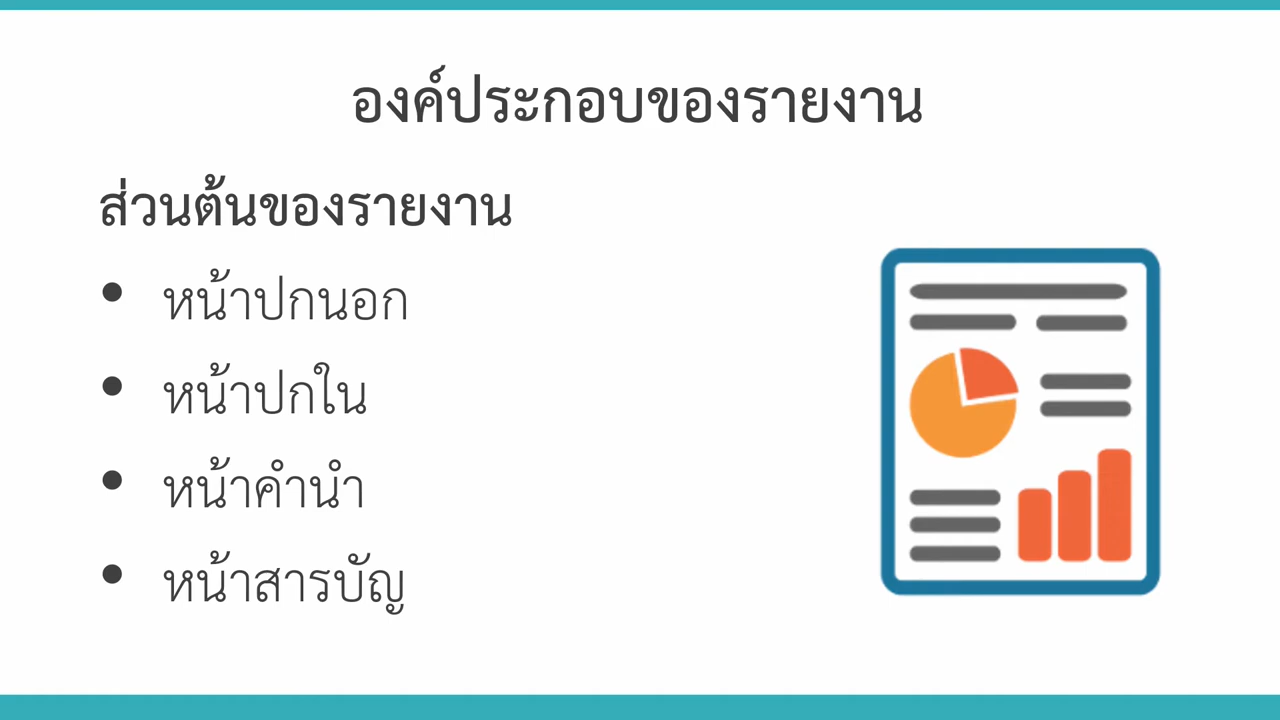 องค์ประกอบของรายงาน
ส่วนต้นของรายงาน
• หน้าปกนอก
• หน้าปกใน
• หน้าคำนำ
• หน้าสารบัญ